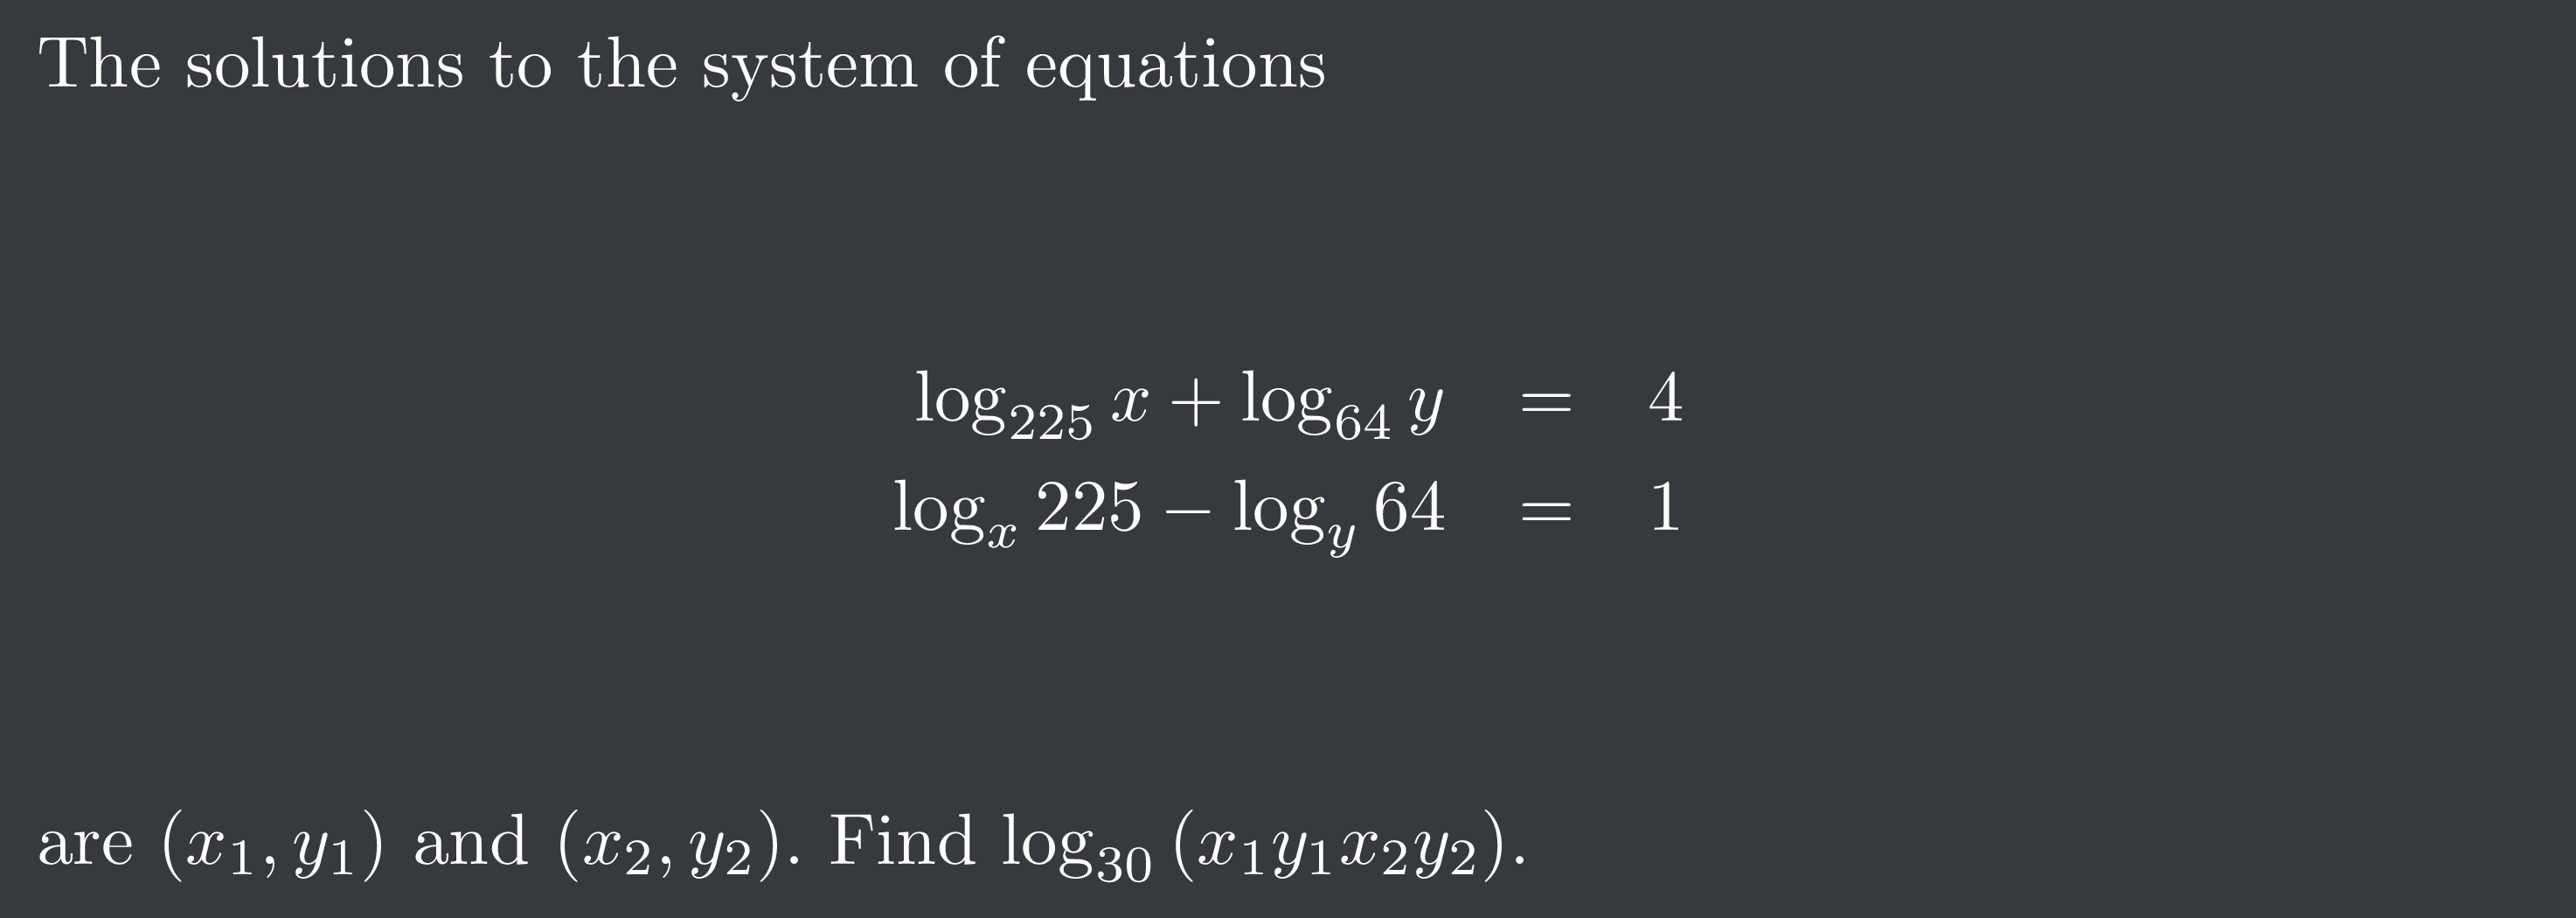 The solutions to the system of equations
log₂₂₅ x + log₆₄ y = 4
logₓ 225 − log_y 64 = 1
are (x₁, y₁) and (x₂, y₂). Find log₃₀ (x₁y₁x₂y₂).